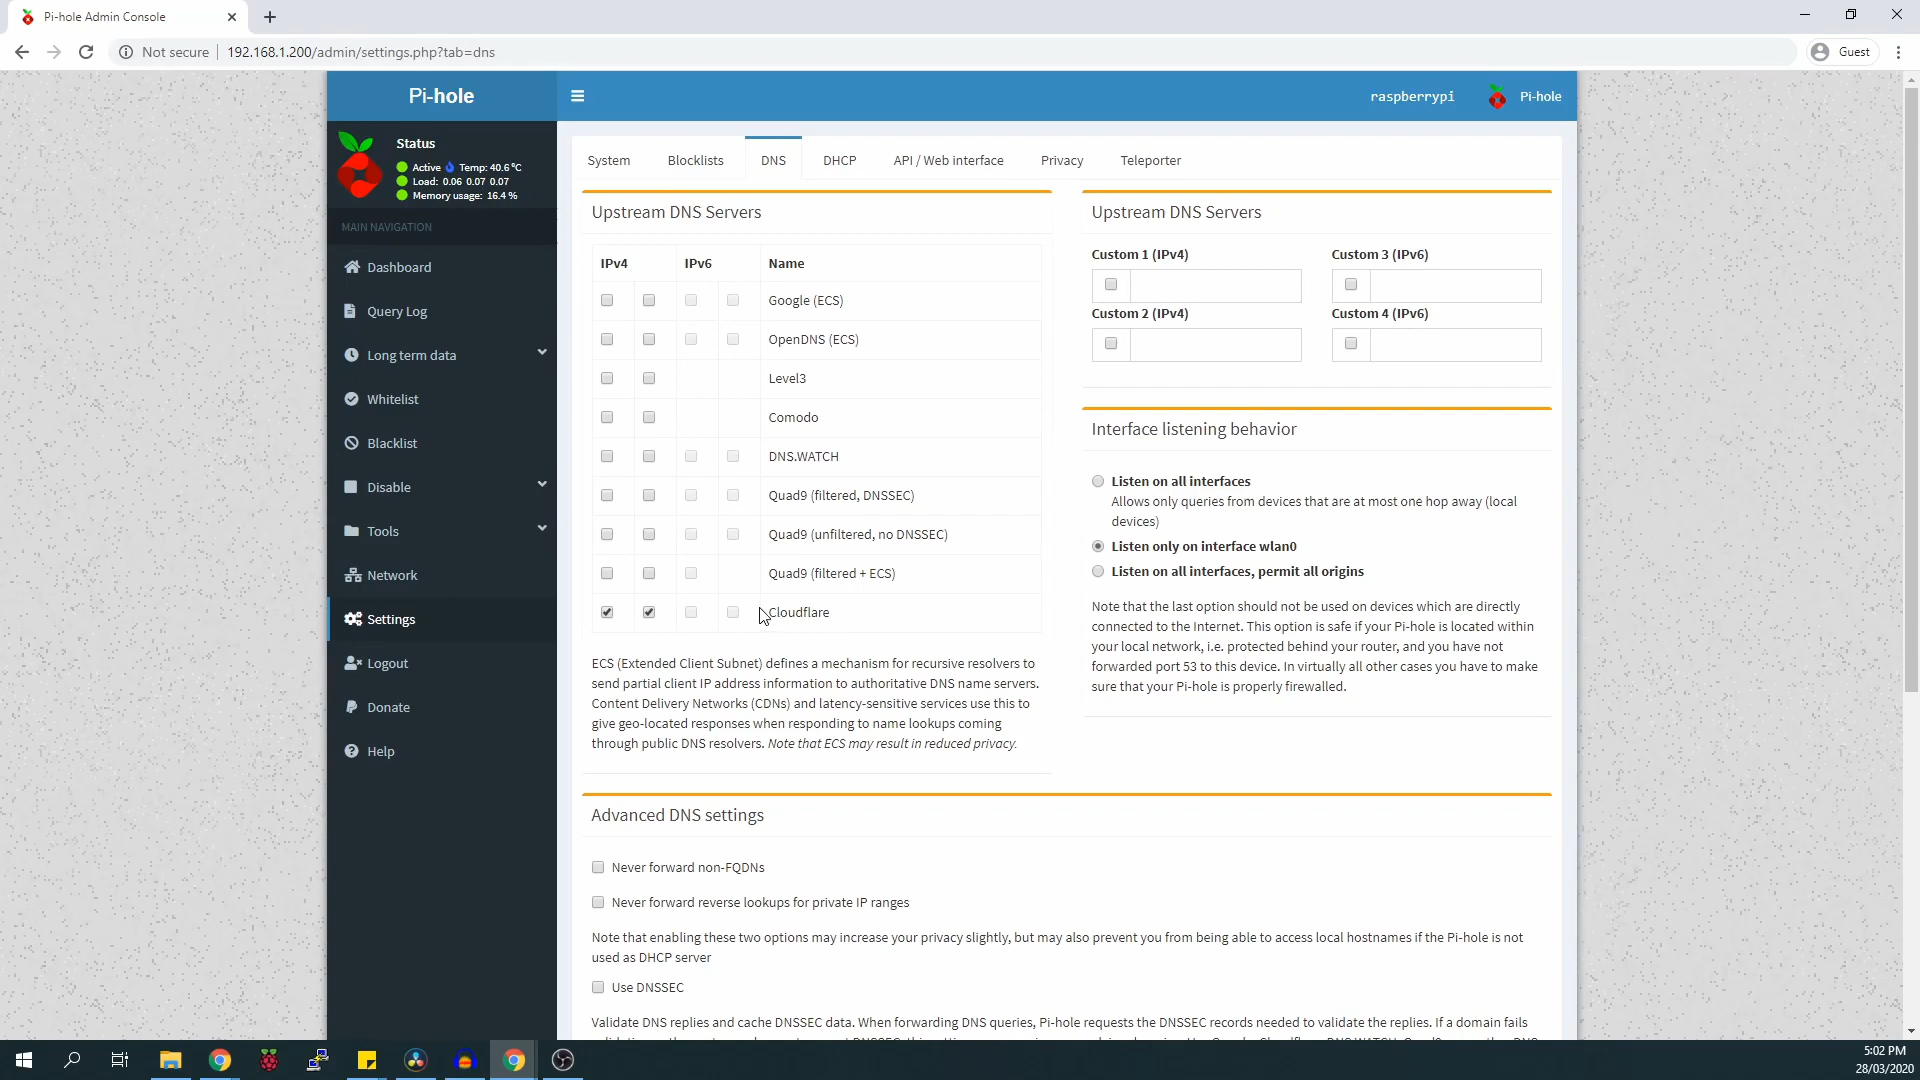 Pi-hole Admin Console
Not secure
192.168.1.200/admin/settings.php?tab=dns
Guest
Pi-hole
raspberrypi
Pi-hole
Status
Active Temp: 40.6 °C
Load: 0.06 0.07 0.07
Memory usage: 16.4 %
MAIN NAVIGATION
Dashboard
Query Log
Long term data
Whitelist
Blacklist
Disable
Tools
Network
Settings
Logout
Donate
Help
System
Blocklists
DNS
DHCP
API / Web interface
Privacy
Teleporter
Upstream DNS Servers
IPv4 IPv6 Name
Google (ECS)
OpenDNS (ECS)
Level3
Comodo
DNS.WATCH
Quad9 (filtered, DNSSEC)
Quad9 (unfiltered, no DNSSEC)
Quad9 (filtered + ECS)
Cloudflare
ECS (Extended Client Subnet) defines a mechanism for recursive resolvers to
send partial client IP address information to authoritative DNS name servers.
Content Delivery Networks (CDNs) and latency-sensitive services use this to
give geo-located responses when responding to name lookups coming
through public DNS resolvers. Note that ECS may result in reduced privacy.
Upstream DNS Servers
Custom 1 (IPv4)
Custom 3 (IPv6)
Custom 2 (IPv4)
Custom 4 (IPv6)
Interface listening behavior
Listen on all interfaces
Allows only queries from devices that are at most one hop away (local
devices)
Listen only on interface wlan0
Listen on all interfaces, permit all origins
Note that the last option should not be used on devices which are directly
connected to the Internet. This option is safe if your Pi-hole is located within
your local network, i.e. protected behind your router, and you have not
forwarded port 53 to this device. In virtually all other cases you have to make
sure that your Pi-hole is properly firewalled.
Advanced DNS settings
Never forward non-FQDNs
Never forward reverse lookups for private IP ranges
Note that enabling these two options may increase your privacy slightly, but may also prevent you from being able to access local hostnames if the Pi-hole is not
used as DHCP server
Use DNSSEC
Validate DNS replies and cache DNSSEC data. When forwarding DNS queries, Pi-hole requests the DNSSEC records needed to validate the replies. If a domain fails
5:02 PM
28/03/2020